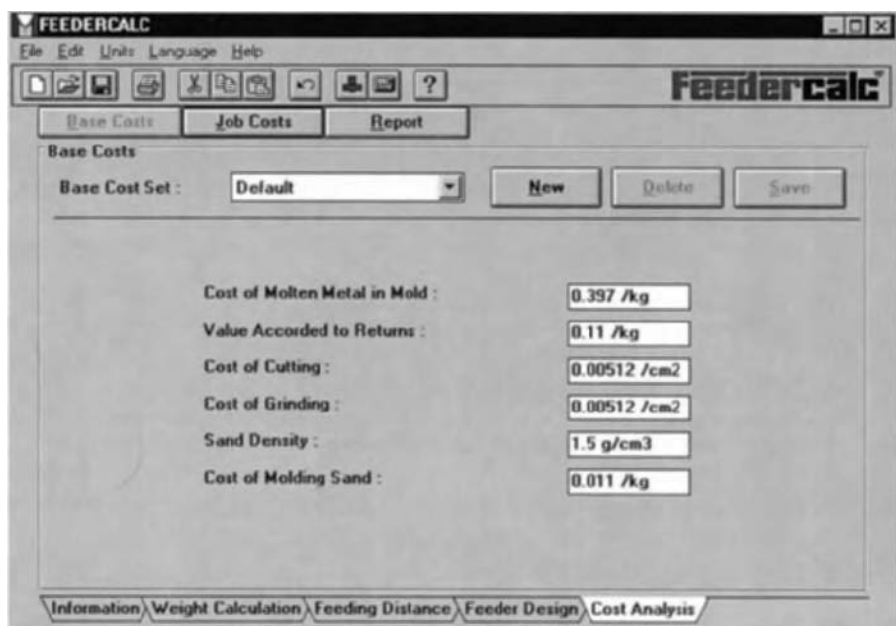 FEEDERCALC
File Edit Units Language Help
Feedercalc
Base Costs Job Costs Report
Base Costs
Base Cost Set : Default New Delete Save
Cost of Molten Metal in Mold : 0.397 /kg
Value Accorded to Returns : 0.11 /kg
Cost of Cutting : 0.00512 /cm2
Cost of Grinding : 0.00512 /cm2
Sand Density : 1.5 g/cm3
Cost of Molding Sand : 0.011 /kg
Information Weight Calculation Feeding Distance Feeder Design Cost Analysis